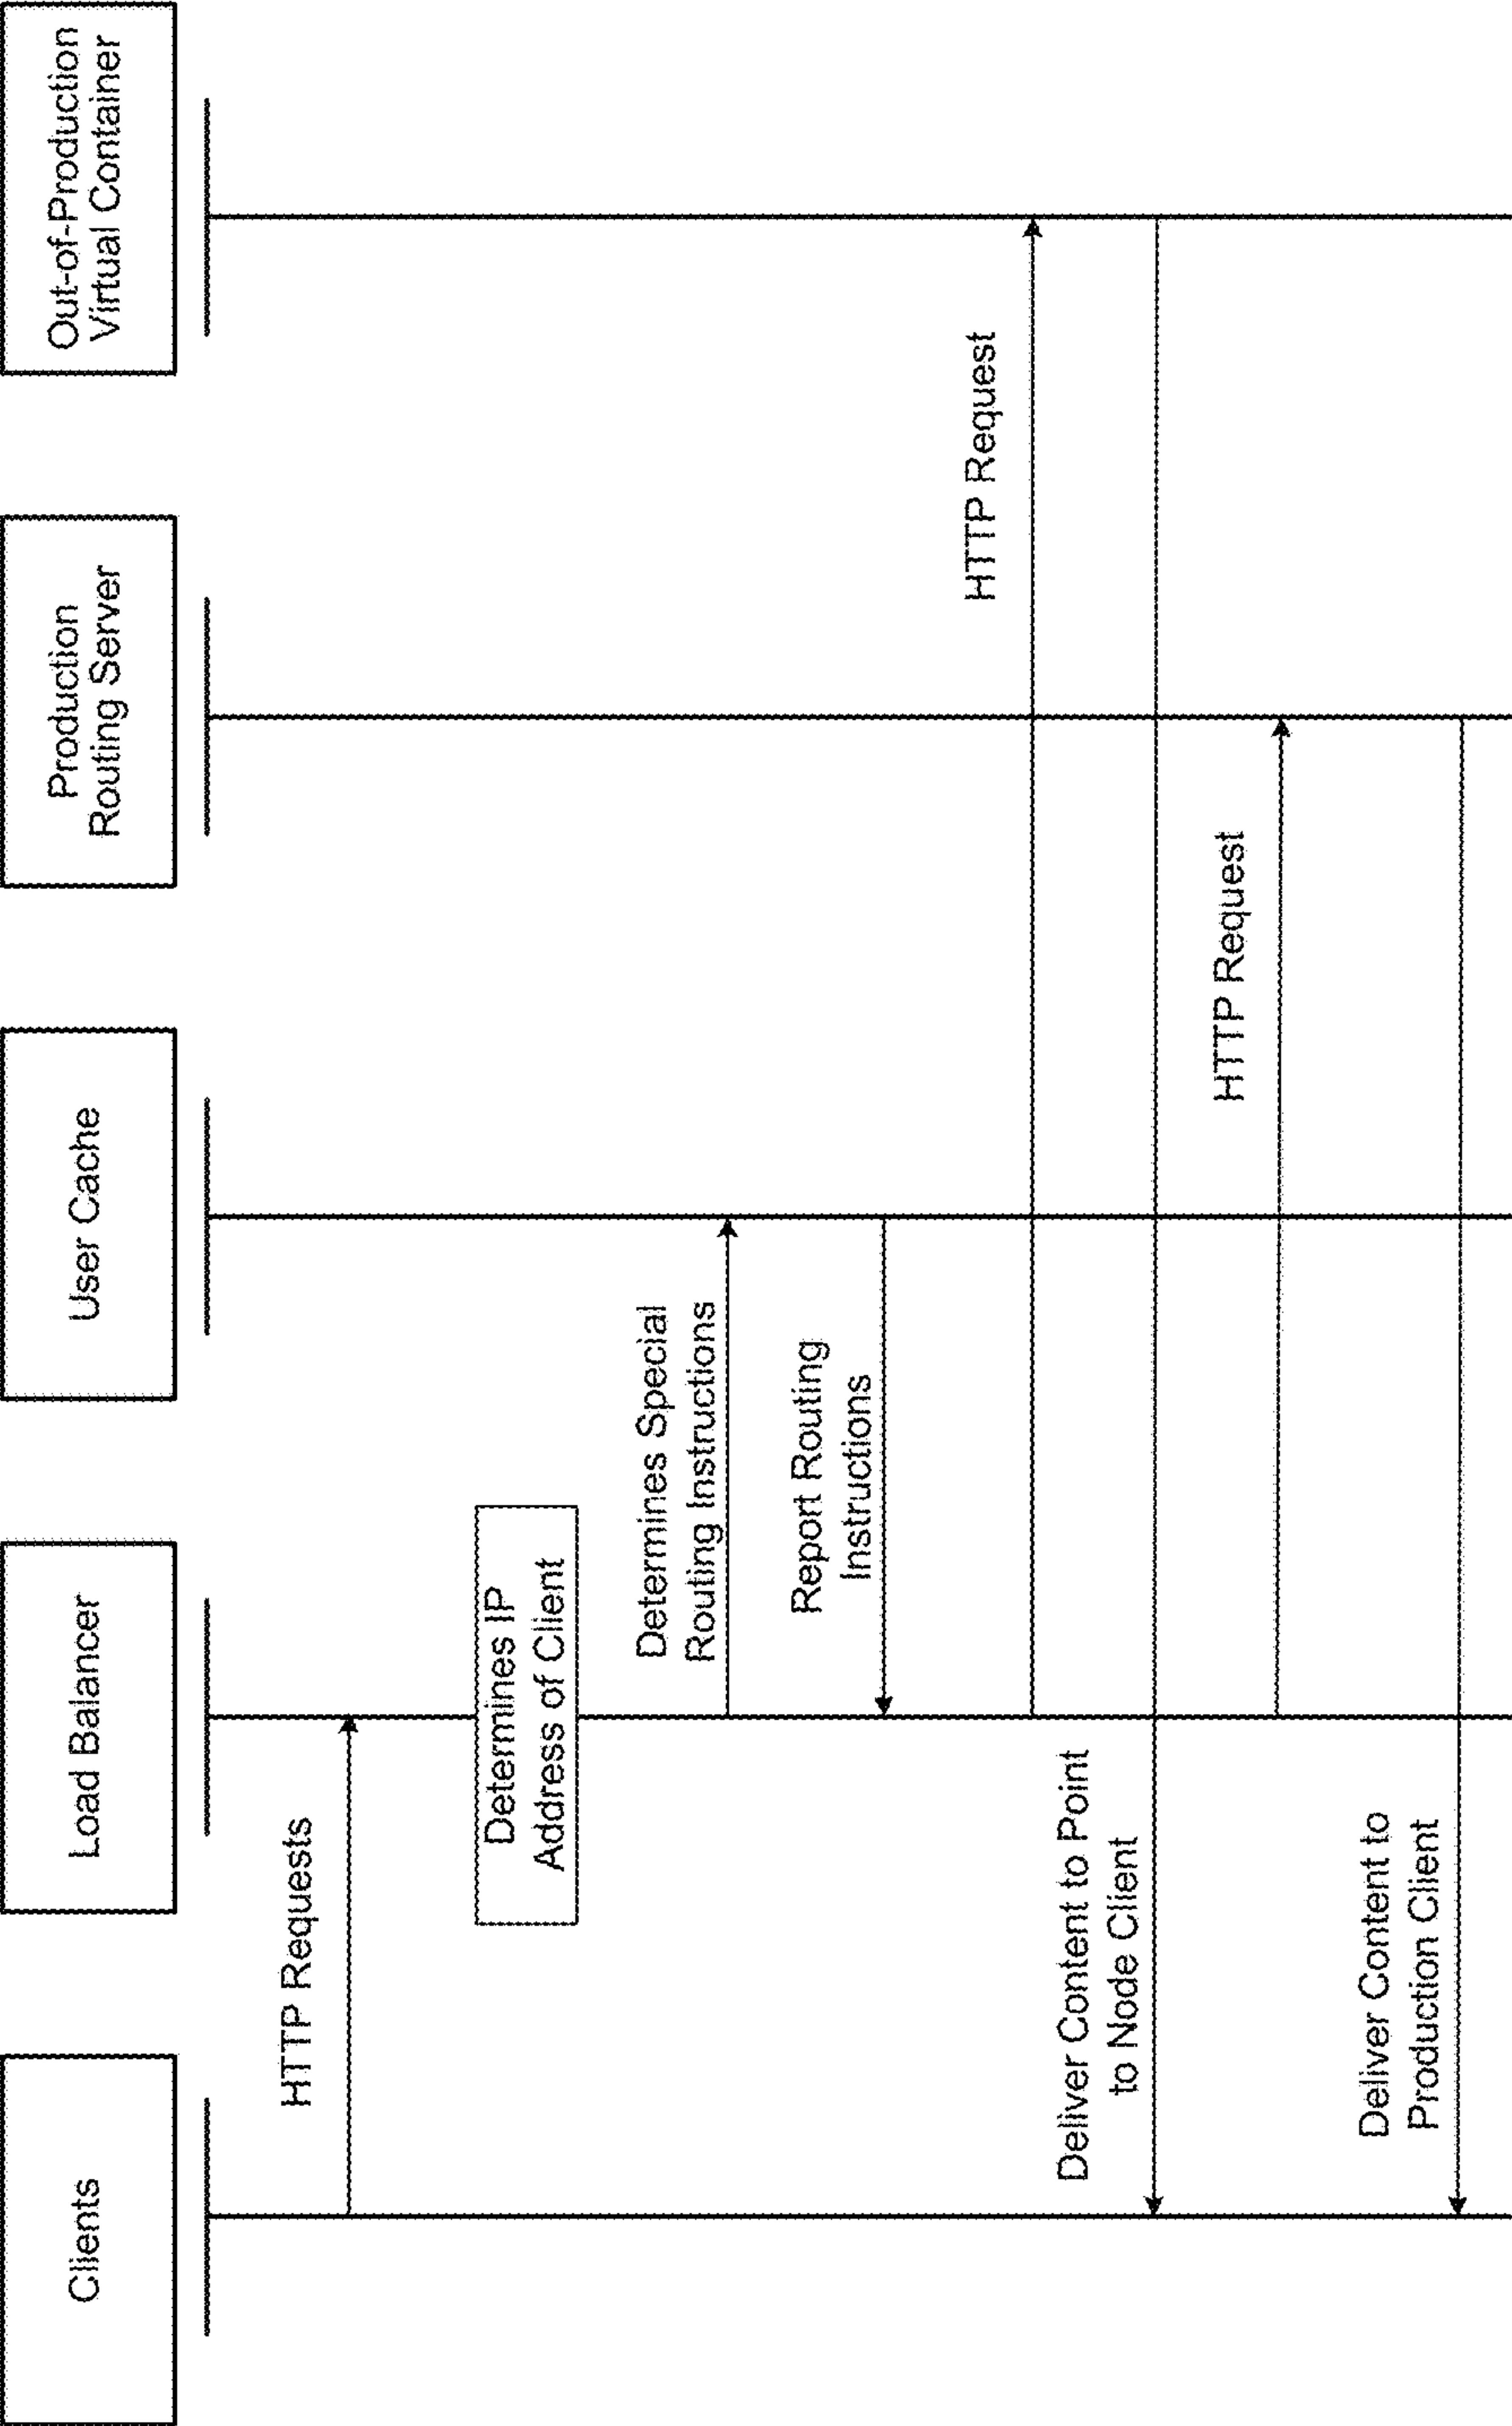 Clients
Load Balancer
User Cache
Production
Routing Server
Out-of-Production
Virtual Container
HTTP Requests
Determines IP
Address of Client
Determines Special
Routing Instructions
Report Routing
Instructions
HTTP Request
Deliver Content to Point
to Node Client
HTTP Request
Deliver Content to
Production Client